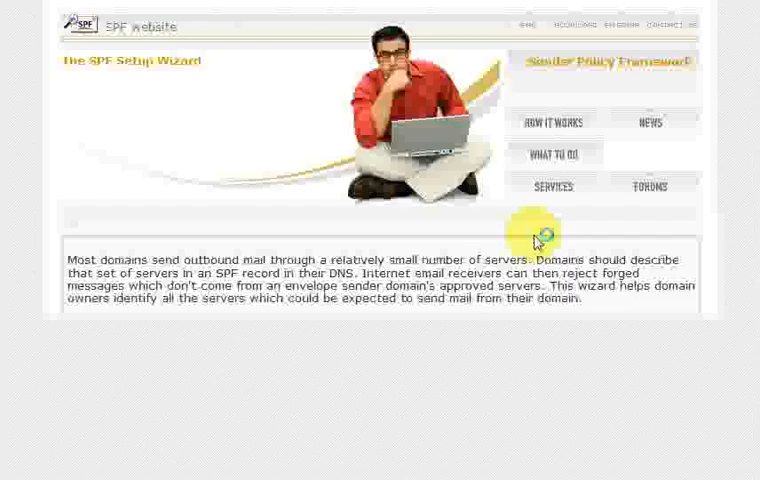 SPF SPF website
HOME DOWNLOAD FM SENDER CONTACT US
The SPF Setup Wizard
Sender Policy Framework
HOW IT WORKS NEWS
WHAT TO DO
SERVICES FORUMS
Most domains send outbound mail through a relatively small number of servers. Domains should describe
that set of servers in an SPF record in their DNS. Internet email receivers can then reject forged
messages which don't come from an envelope sender domain's approved servers. This wizard helps domain
owners identify all the servers which could be expected to send mail from their domain.